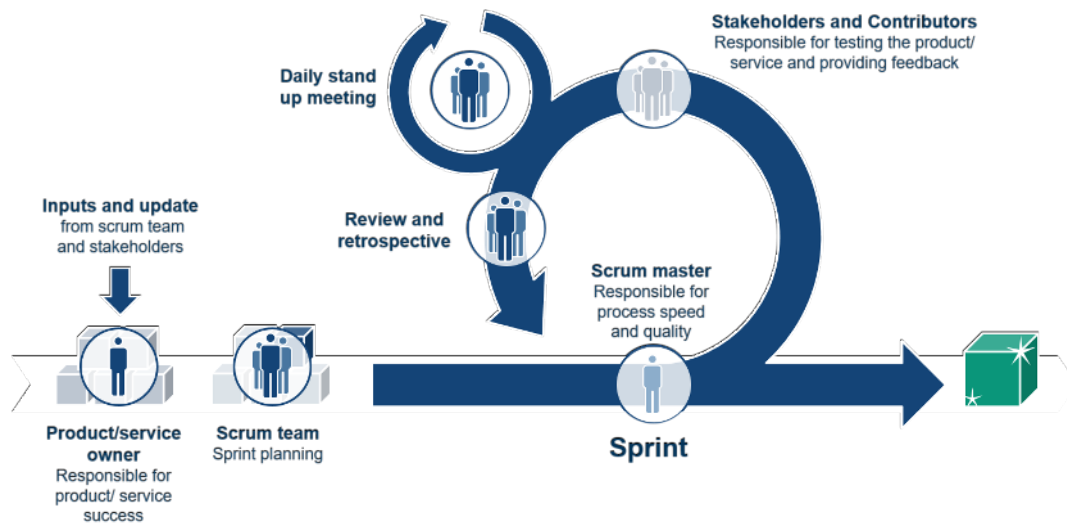 Stakeholders and Contributors
Responsible for testing the product/
service and providing feedback
Daily stand
up meeting
Inputs and update
from scrum team
and stakeholders
Review and
retrospective
Scrum master
Responsible for
process speed
and quality
Product/service
owner
Responsible for
product/ service
success
Scrum team
Sprint planning
Sprint